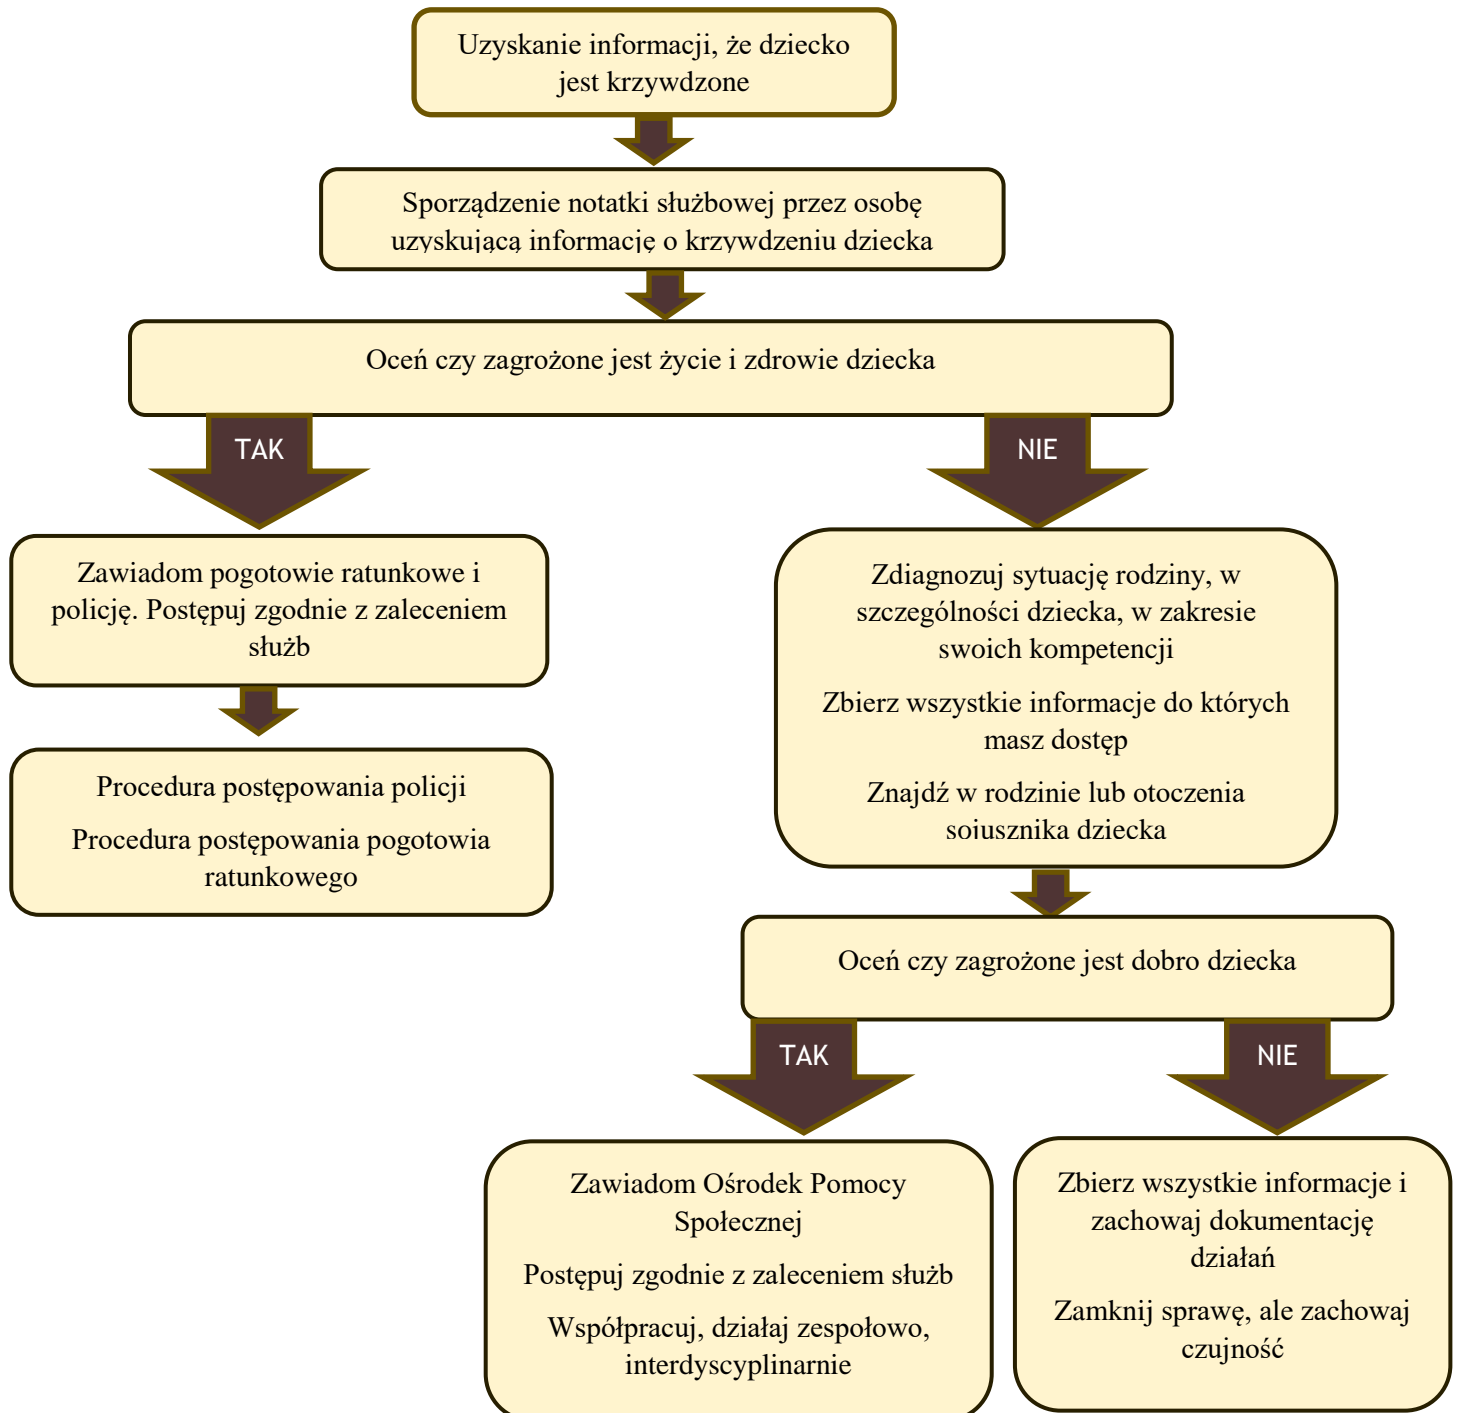 Uzyskanie informacji, że dziecko
jest krzywdzone
Sporządzenie notatki służbowej przez osobę
uzyskującą informację o krzywdzeniu dziecka
Oceń czy zagrożone jest życie i zdrowie dziecka
TAK
NIE
Zawiadom pogotowie ratunkowe i
policję. Postępuj zgodnie z zaleceniem
służb
Procedura postępowania policji
Procedura postępowania pogotowia
ratunkowego
Zdiagnozuj sytuację rodziny, w
szczególności dziecka, w zakresie
swoich kompetencji
Zbierz wszystkie informacje do których
masz dostęp
Znajdź w rodzinie lub otoczenia
sojusznika dziecka
Oceń czy zagrożone jest dobro dziecka
TAK
NIE
Zawiadom Ośrodek Pomocy
Społecznej
Postępuj zgodnie z zaleceniem służb
Współpracuj, działaj zespołowo,
interdyscyplinarnie
Zbierz wszystkie informacje i
zachowaj dokumentację
działań
Zamknij sprawę, ale zachowaj
czujność